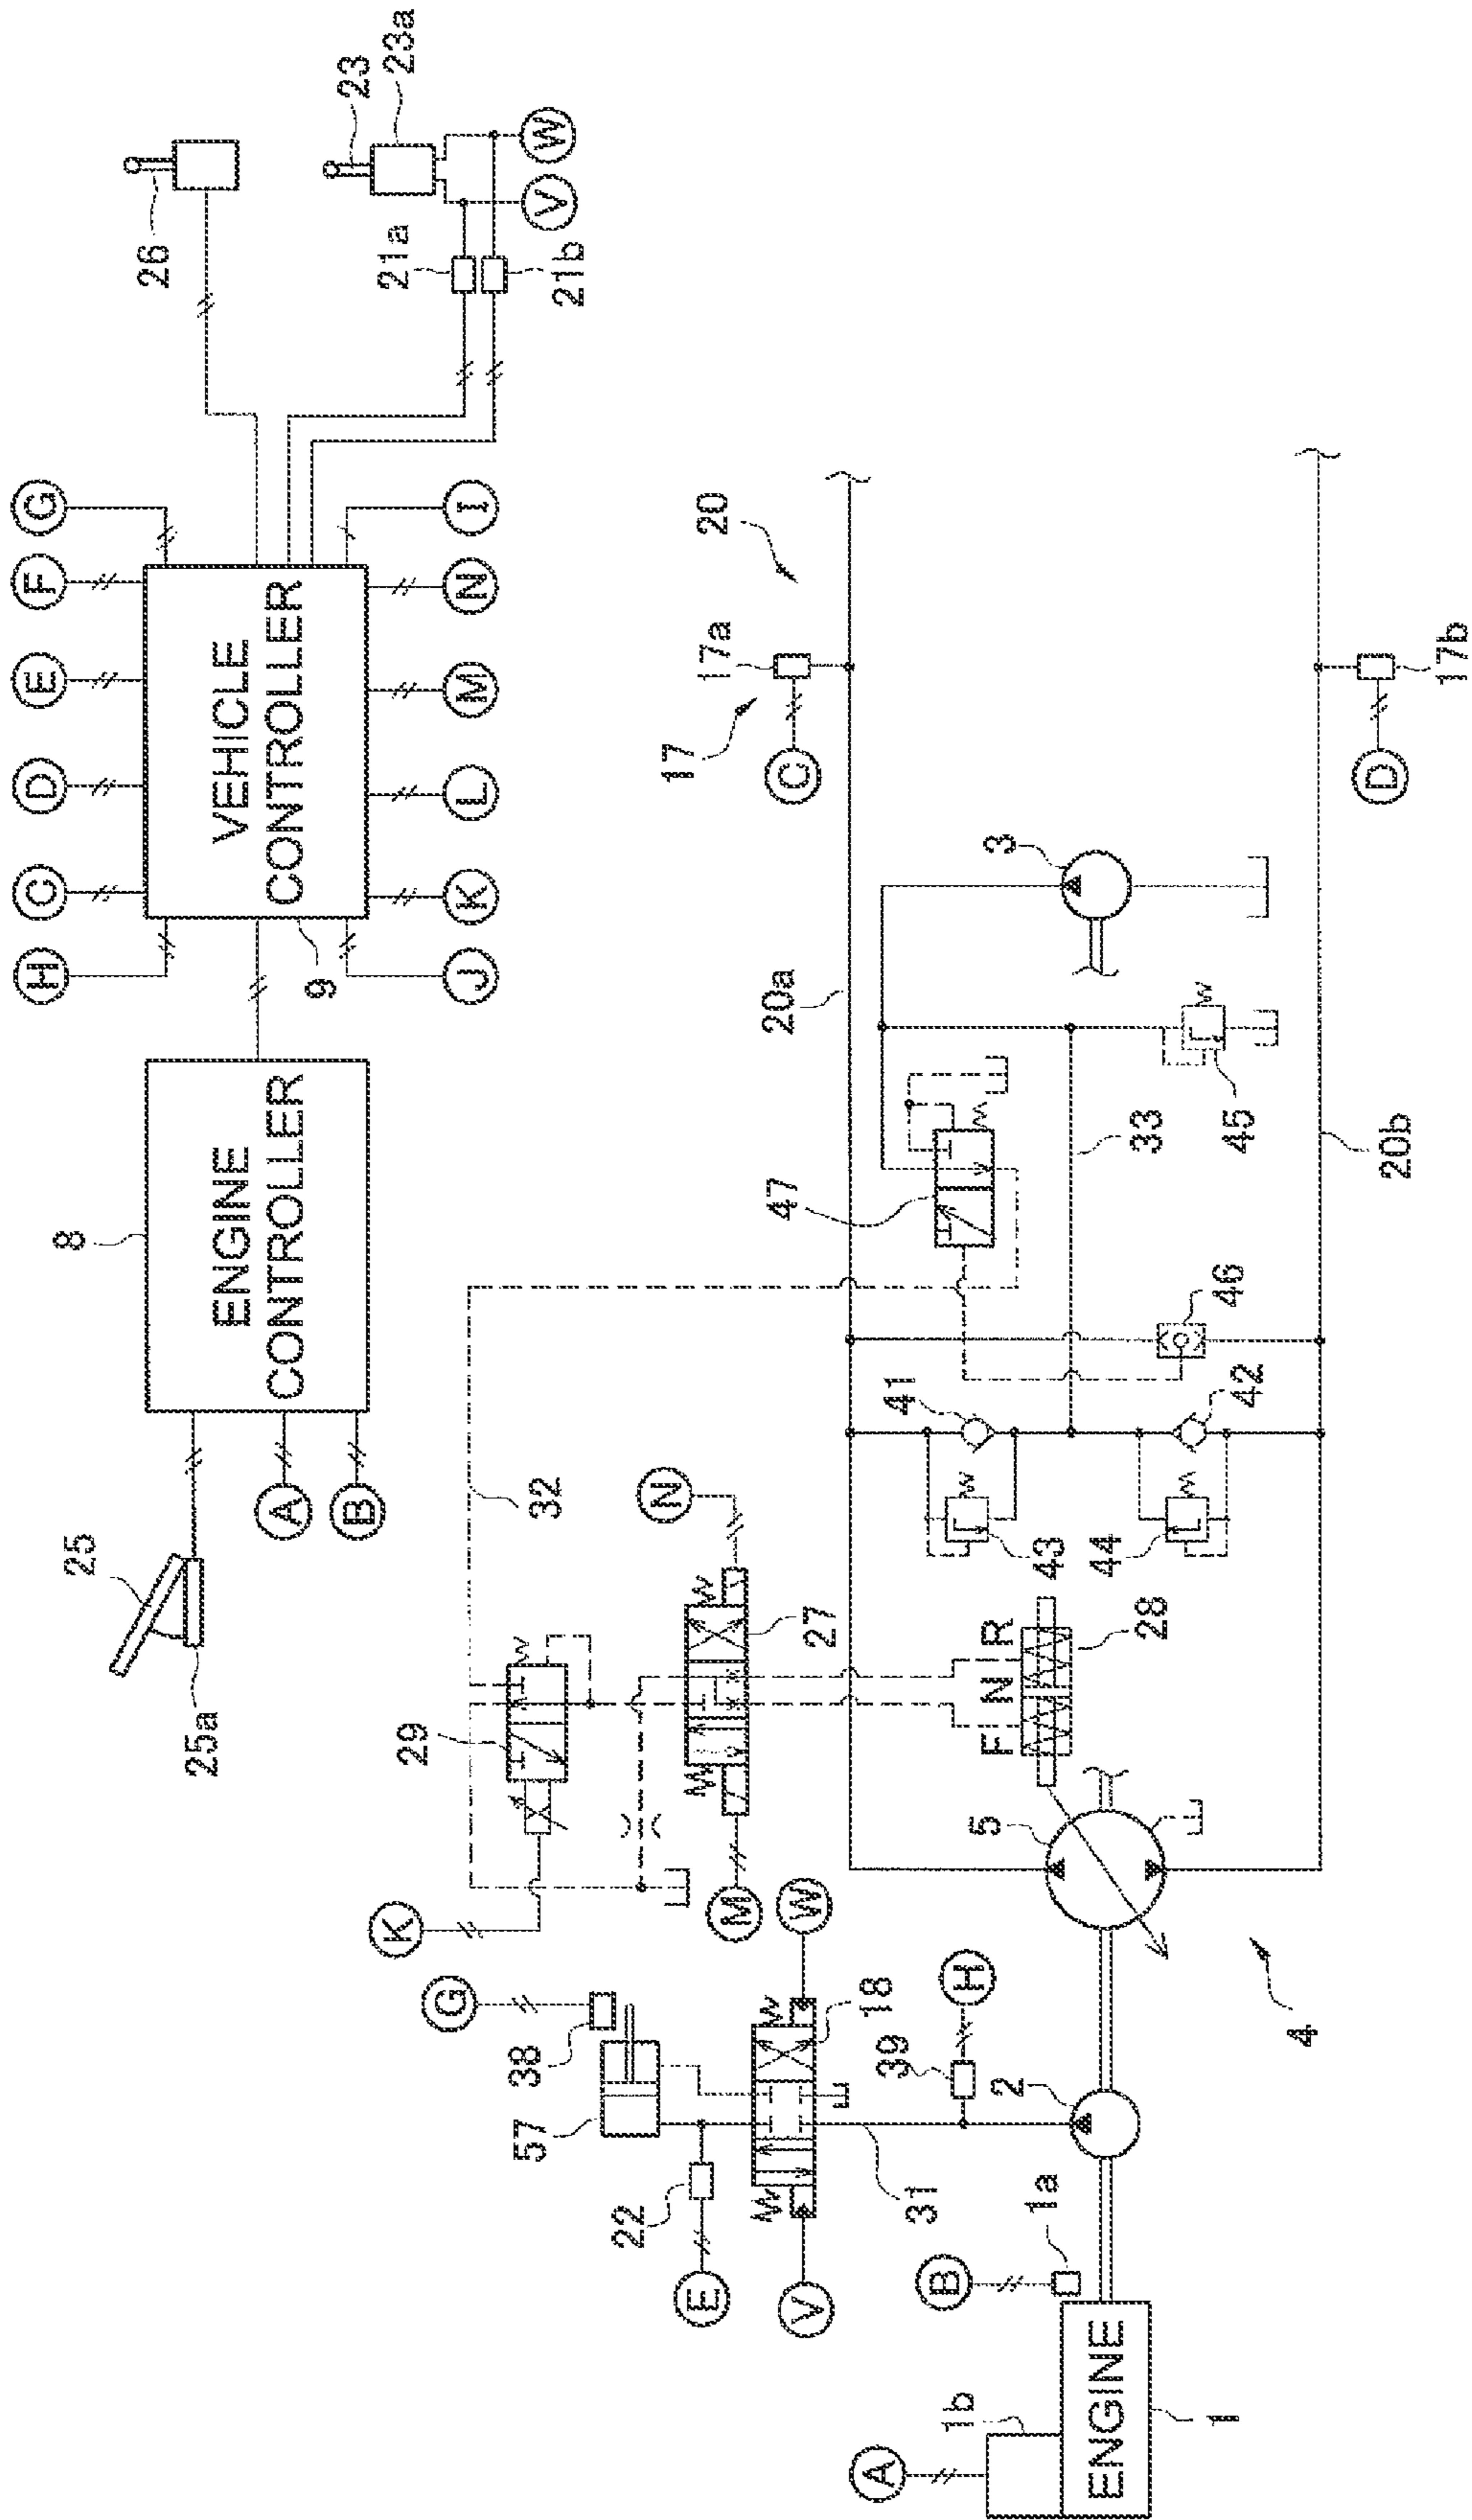 H
C
D
E
F
G
25
8
26
25a
ENGINE
CONTROLLER
VEHICLE
CONTROLLER
A
B
9
23
23a
21a
21b
V
W
J
K
L
M
N
I
K
G
29
32
38
57
22
E
N
M
V
W
18
27
17
17a
20
C
47
20a
31
39
H
41
3
B
1a
2
5
F N R
43
44
28
33
42
46
45
A
1b
ENGINE
1
4
20b
D
17b